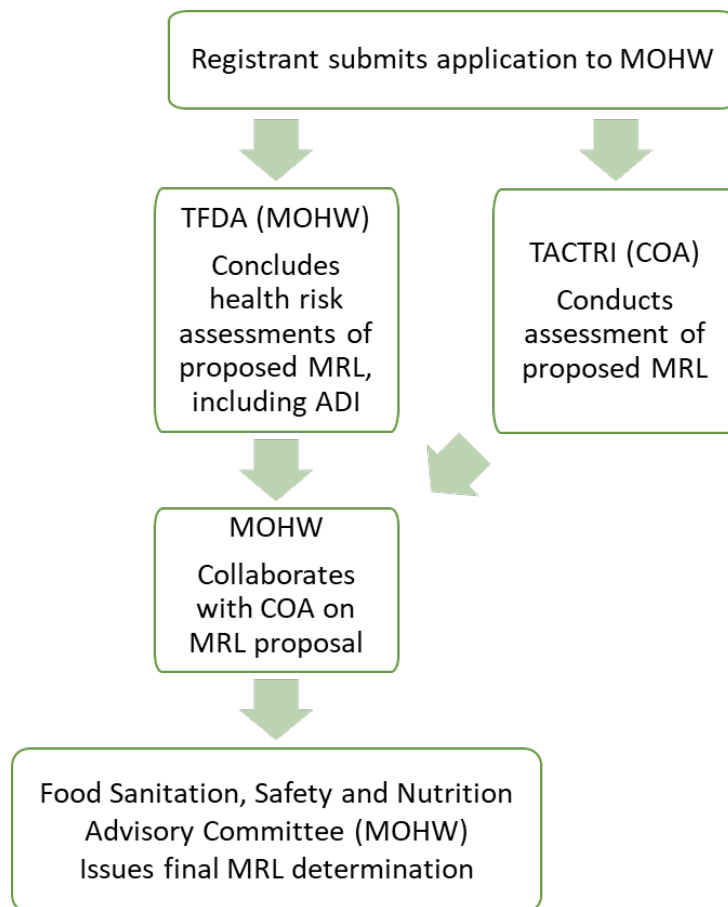 Registrant submits application to MOHW
TFDA (MOHW)
Concludes
health risk
assessments of
proposed MRL,
including ADI
TACTRI (COA)
Conducts
assessment of
proposed MRL
MOHW
Collaborates
with COA on
MRL proposal
Food Sanitation, Safety and Nutrition
Advisory Committee (MOHW)
Issues final MRL determination